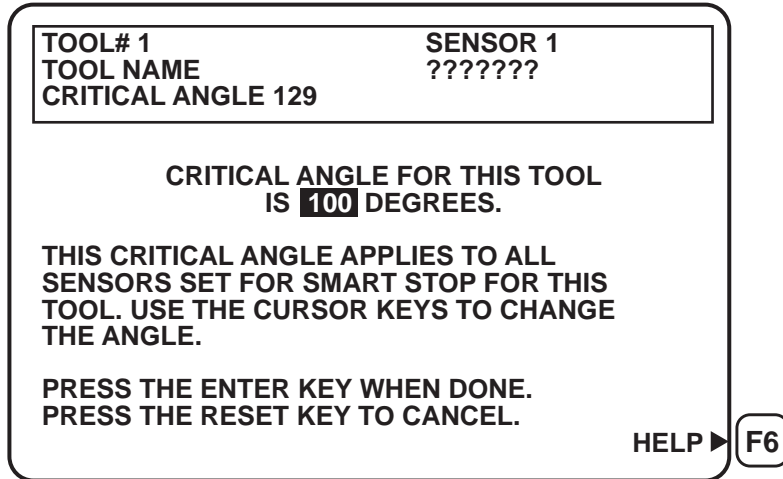 TOOL# 1 SENSOR 1
TOOL NAME ???????
CRITICAL ANGLE 129
CRITICAL ANGLE FOR THIS TOOL
IS 100 DEGREES.
THIS CRITICAL ANGLE APPLIES TO ALL
SENSORS SET FOR SMART STOP FOR THIS
TOOL. USE THE CURSOR KEYS TO CHANGE
THE ANGLE.
PRESS THE ENTER KEY WHEN DONE.
PRESS THE RESET KEY TO CANCEL.
HELP F6